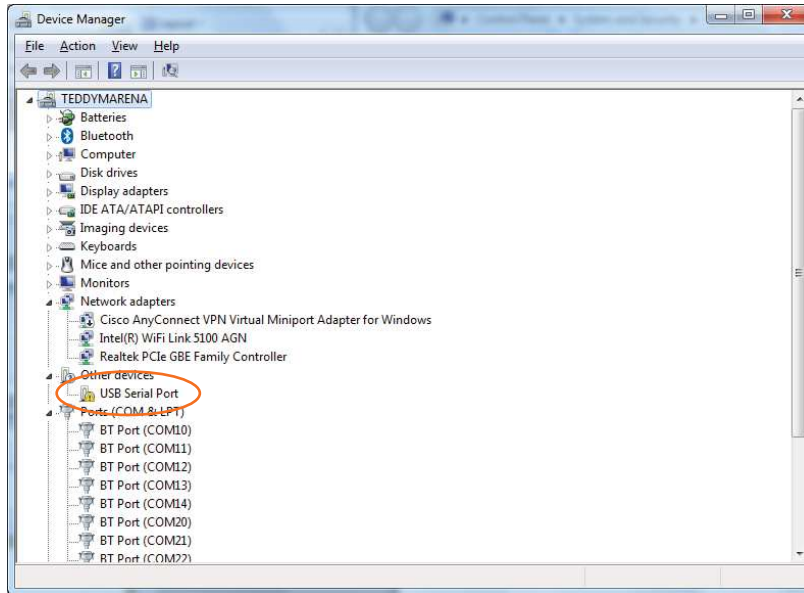 Device Manager
File Action View Help
TEDDYMARENA
Batteries
Bluetooth
Computer
Disk drives
Display adapters
IDE ATA/ATAPI controllers
Imaging devices
Keyboards
Mice and other pointing devices
Monitors
Network adapters
Cisco AnyConnect VPN Virtual Miniport Adapter for Windows
Intel(R) WiFi Link 5100 AGN
Realtek PCIe GBE Family Controller
Other devices
USB Serial Port
Ports (COM & LPT)
BT Port (COM10)
BT Port (COM11)
BT Port (COM12)
BT Port (COM13)
BT Port (COM14)
BT Port (COM20)
BT Port (COM21)
BT Port (COM22)